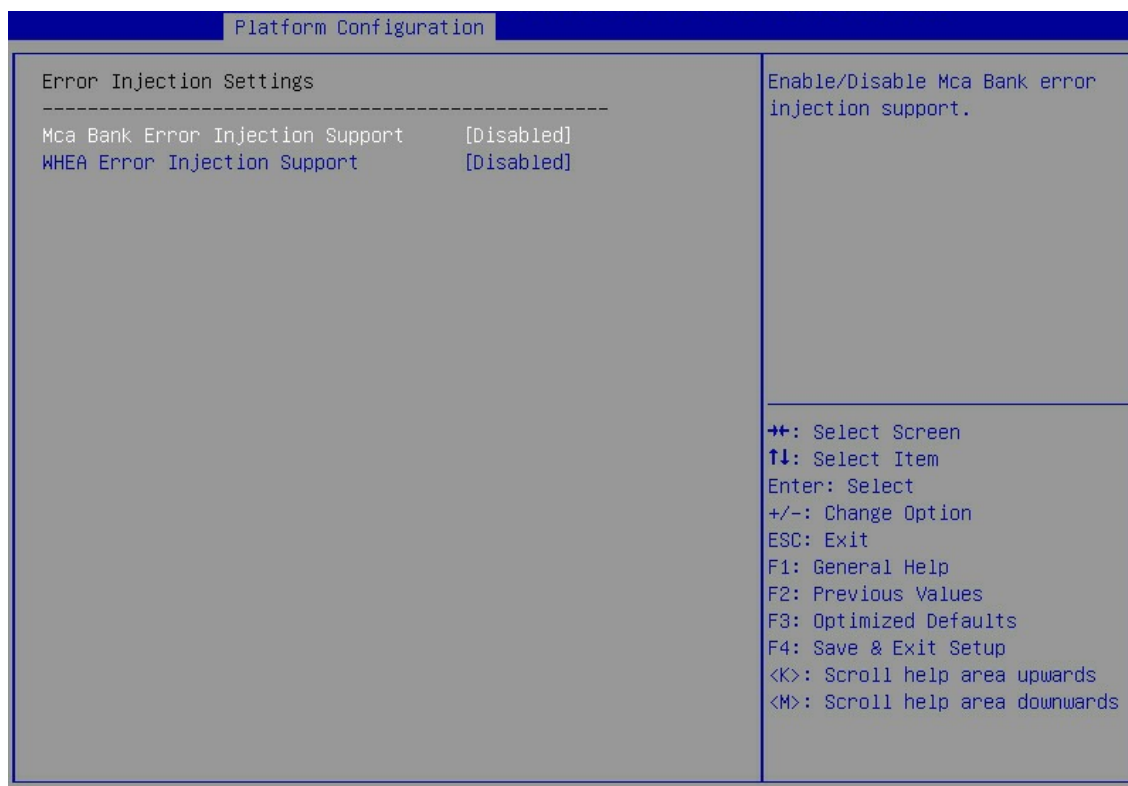 Platform Configuration
Error Injection Settings
--------------------------------------------------
Mca Bank Error Injection Support [Disabled]
WHEA Error Injection Support [Disabled]
Enable/Disable Mca Bank error
injection support.
→←: Select Screen
↑↓: Select Item
Enter: Select
+/-: Change Option
ESC: Exit
F1: General Help
F2: Previous Values
F3: Optimized Defaults
F4: Save & Exit Setup
<K>: Scroll help area upwards
<M>: Scroll help area downwards